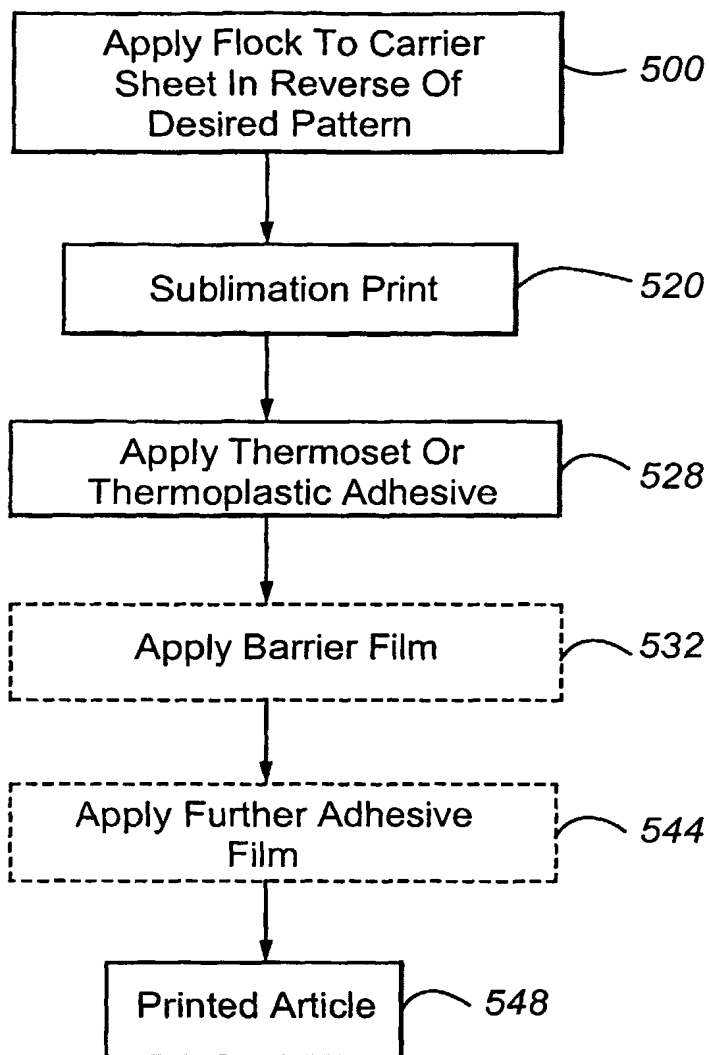 Apply Flock To Carrier
Sheet In Reverse Of
Desired Pattern
500
Sublimation Print
520
Apply Thermoset Or
Thermoplastic Adhesive
528
Apply Barrier Film
532
Apply Further Adhesive
Film
544
Printed Article
548